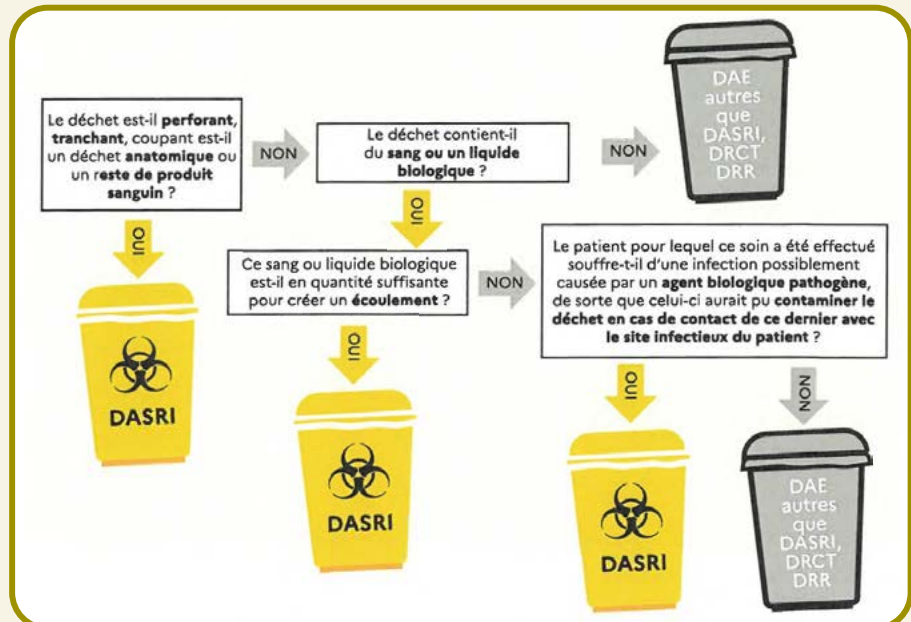 Le déchet est-il perforant,
tranchant, coupant est-il
un déchet anatomique ou
un reste de produit
sanguin ?
NON
Le déchet contient-il
du sang ou un liquide
biologique ?
NON
DAE
autres
que
DASRI,
DRCT
DRR
OUI
DASRI
OUI
Ce sang ou liquide biologique
est-il en quantité suffisante
pour créer un écoulement ?
NON
Le patient pour lequel ce soin a été effectué
souffre-t-il d'une infection possiblement
causée par un agent biologique pathogène,
de sorte que celui-ci aurait pu contaminer le
déchet en cas de contact de ce dernier avec
le site infectieux du patient ?
OUI
DASRI
OUI
DASRI
NON
DAE
autres
que
DASRI,
DRCT
DRR